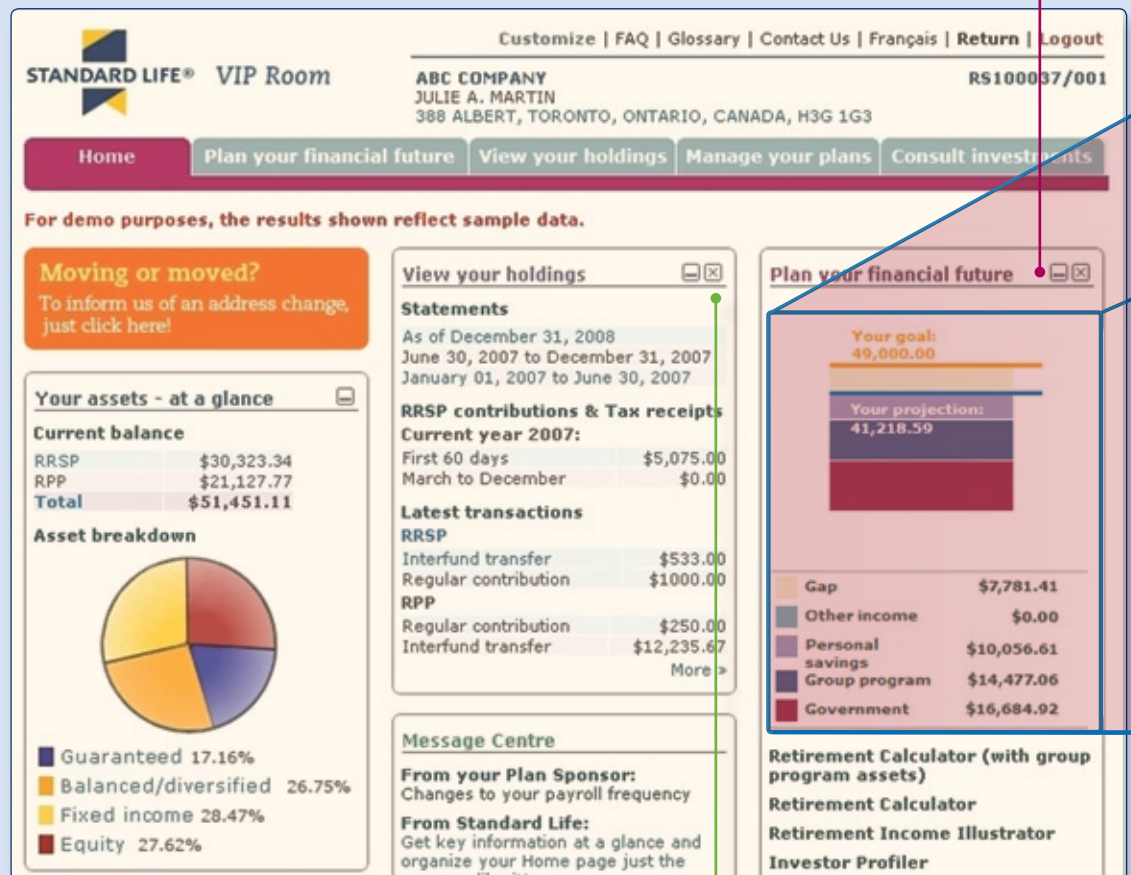 Customize | FAQ | Glossary | Contact Us | Français | Return | Logout
STANDARD LIFE® VIP Room
ABC COMPANY RS100037/001
JULIE A. MARTIN
388 ALBERT, TORONTO, ONTARIO, CANADA, H3G 1G3
Home Plan your financial future View your holdings Manage your plans Consult investments
For demo purposes, the results shown reflect sample data.
Moving or moved?
To inform us of an address change,
just click here!
Your assets - at a glance
Current balance
RRSP $30,323.34
RPP $21,127.77
Total $51,451.11
Asset breakdown
Guaranteed 17.16%
Balanced/diversified 26.75%
Fixed income 28.47%
Equity 27.62%
View your holdings
Statements
As of December 31, 2008
June 30, 2007 to December 31, 2007
January 01, 2007 to June 30, 2007
RRSP contributions & Tax receipts
Current year 2007:
First 60 days $5,075.00
March to December $0.00
Latest transactions
RRSP
Interfund transfer $533.00
Regular contribution $1000.00
RPP
Regular contribution $250.00
Interfund transfer $12,235.67
More »
Message Centre
From your Plan Sponsor:
Changes to your payroll frequency
From Standard Life:
Get key information at a glance and
organize your Home page just the
Plan your financial future
Your goal:
49,000.00
Your projection:
41,218.59
Gap $7,781.41
Other income $0.00
Personal
savings $10,056.61
Group program $14,477.06
Government $16,684.92
Retirement Calculator (with group
program assets)
Retirement Calculator
Retirement Income Illustrator
Investor Profiler